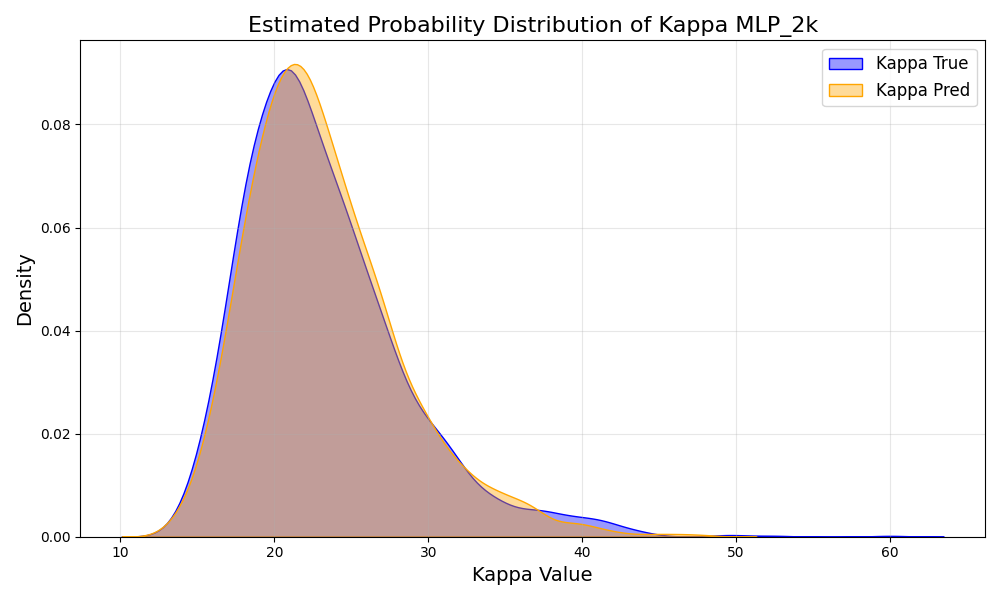 Estimated Probability Distribution of Kappa MLP_2k
Kappa True
Kappa Pred
Density
0.08
0.06
0.04
0.02
0.00
10 20 30 40 50 60
Kappa Value